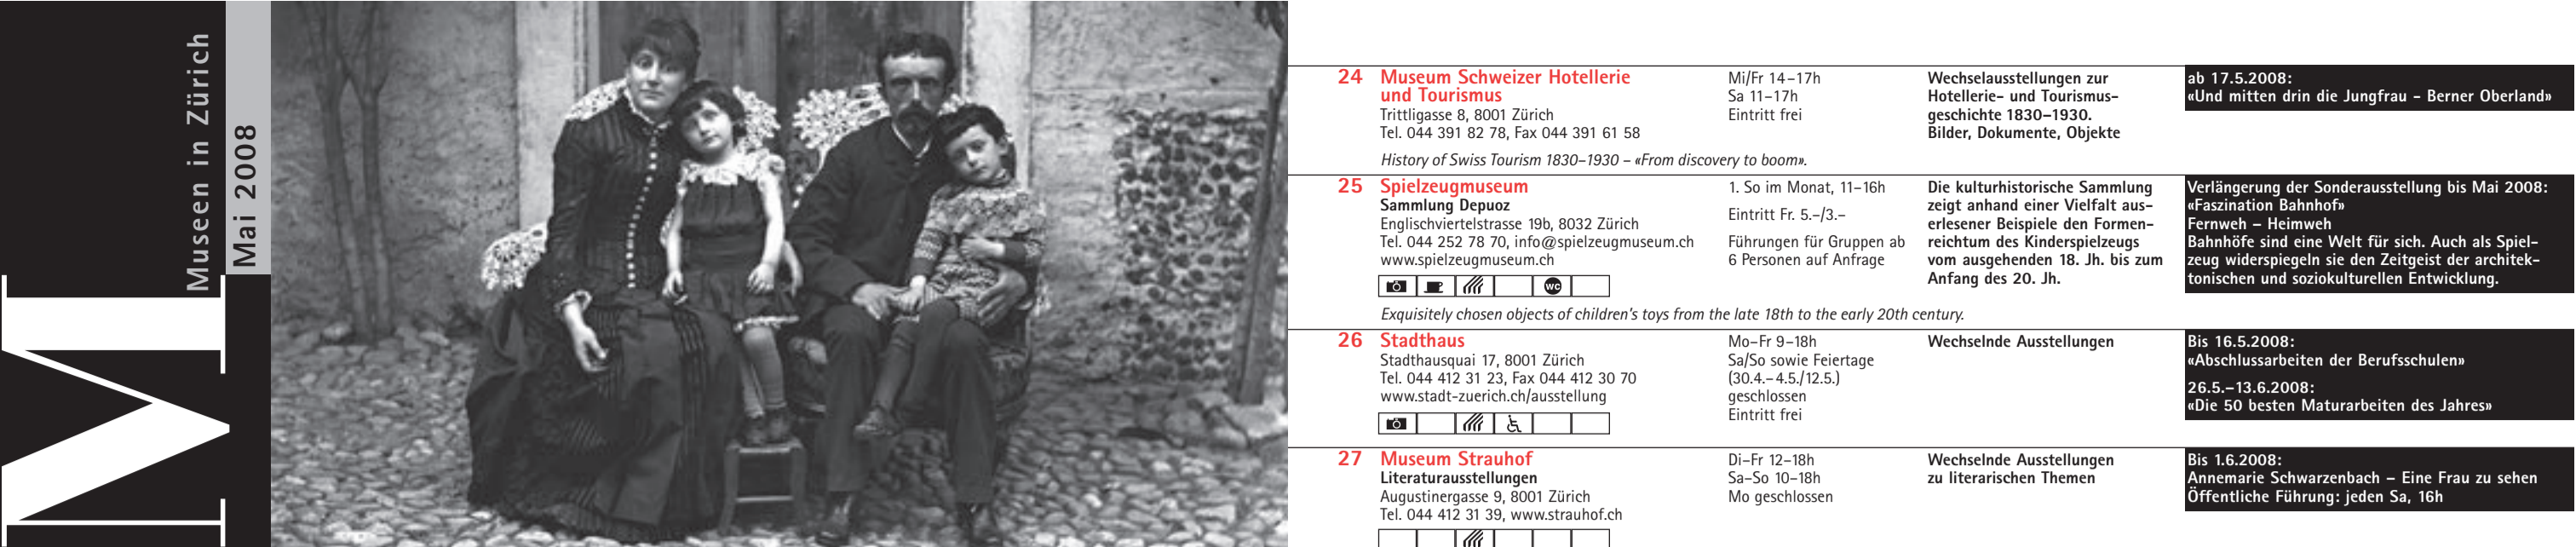 Museen in Zürich
Mai 2008
M
24 Museum Schweizer Hotellerie
und Tourismus
Trittligasse 8, 8001 Zürich
Tel. 044 391 82 78, Fax 044 391 61 58
Mi/Fr 14–17h
Sa 11–17h
Eintritt frei
Wechselausstellungen zur
Hotellerie- und Tourismus-
geschichte 1830–1930.
Bilder, Dokumente, Objekte
ab 17.5.2008:
«Und mitten drin die Jungfrau - Berner Oberland»
History of Swiss Tourism 1830–1930 – «From discovery to boom».
25 Spielzeugmuseum
Sammlung Depuoz
Englischviertelstrasse 19b, 8032 Zürich
Tel. 044 252 78 70, info@spielzeugmuseum.ch
www.spielzeugmuseum.ch
WC
1. So im Monat, 11–16h
Eintritt Fr. 5.–/3.–
Führungen für Gruppen ab
6 Personen auf Anfrage
Die kulturhistorische Sammlung
zeigt anhand einer Vielfalt aus-
erlesener Beispiele den Formen-
reichtum des Kinderspielzeugs
vom ausgehenden 18. Jh. bis zum
Anfang des 20. Jh.
Verlängerung der Sonderausstellung bis Mai 2008:
«Faszination Bahnhof»
Fernweh – Heimweh
Bahnhöfe sind eine Welt für sich. Auch als Spiel-
zeug widerspiegeln sie den Zeitgeist der architek-
tonischen und soziokulturellen Entwicklung.
Exquisitely chosen objects of children's toys from the late 18th to the early 20th century.
26 Stadthaus
Stadthausquai 17, 8001 Zürich
Tel. 044 412 31 23, Fax 044 412 30 70
www.stadt-zuerich.ch/ausstellung
Mo–Fr 9–18h
Sa/So sowie Feiertage
(30.4.–4.5./12.5.)
geschlossen
Eintritt frei
Wechselnde Ausstellungen
Bis 16.5.2008:
«Abschlussarbeiten der Berufsschulen»
26.5.–13.6.2008:
«Die 50 besten Maturarbeiten des Jahres»
27 Museum Strauhof
Literaturausstellungen
Augustinergasse 9, 8001 Zürich
Tel. 044 412 31 39, www.strauhof.ch
Di–Fr 12–18h
Sa–So 10–18h
Mo geschlossen
Wechselnde Ausstellungen
zu literarischen Themen
Bis 1.6.2008:
Annemarie Schwarzenbach – Eine Frau zu sehen
Öffentliche Führung: jeden Sa, 16h